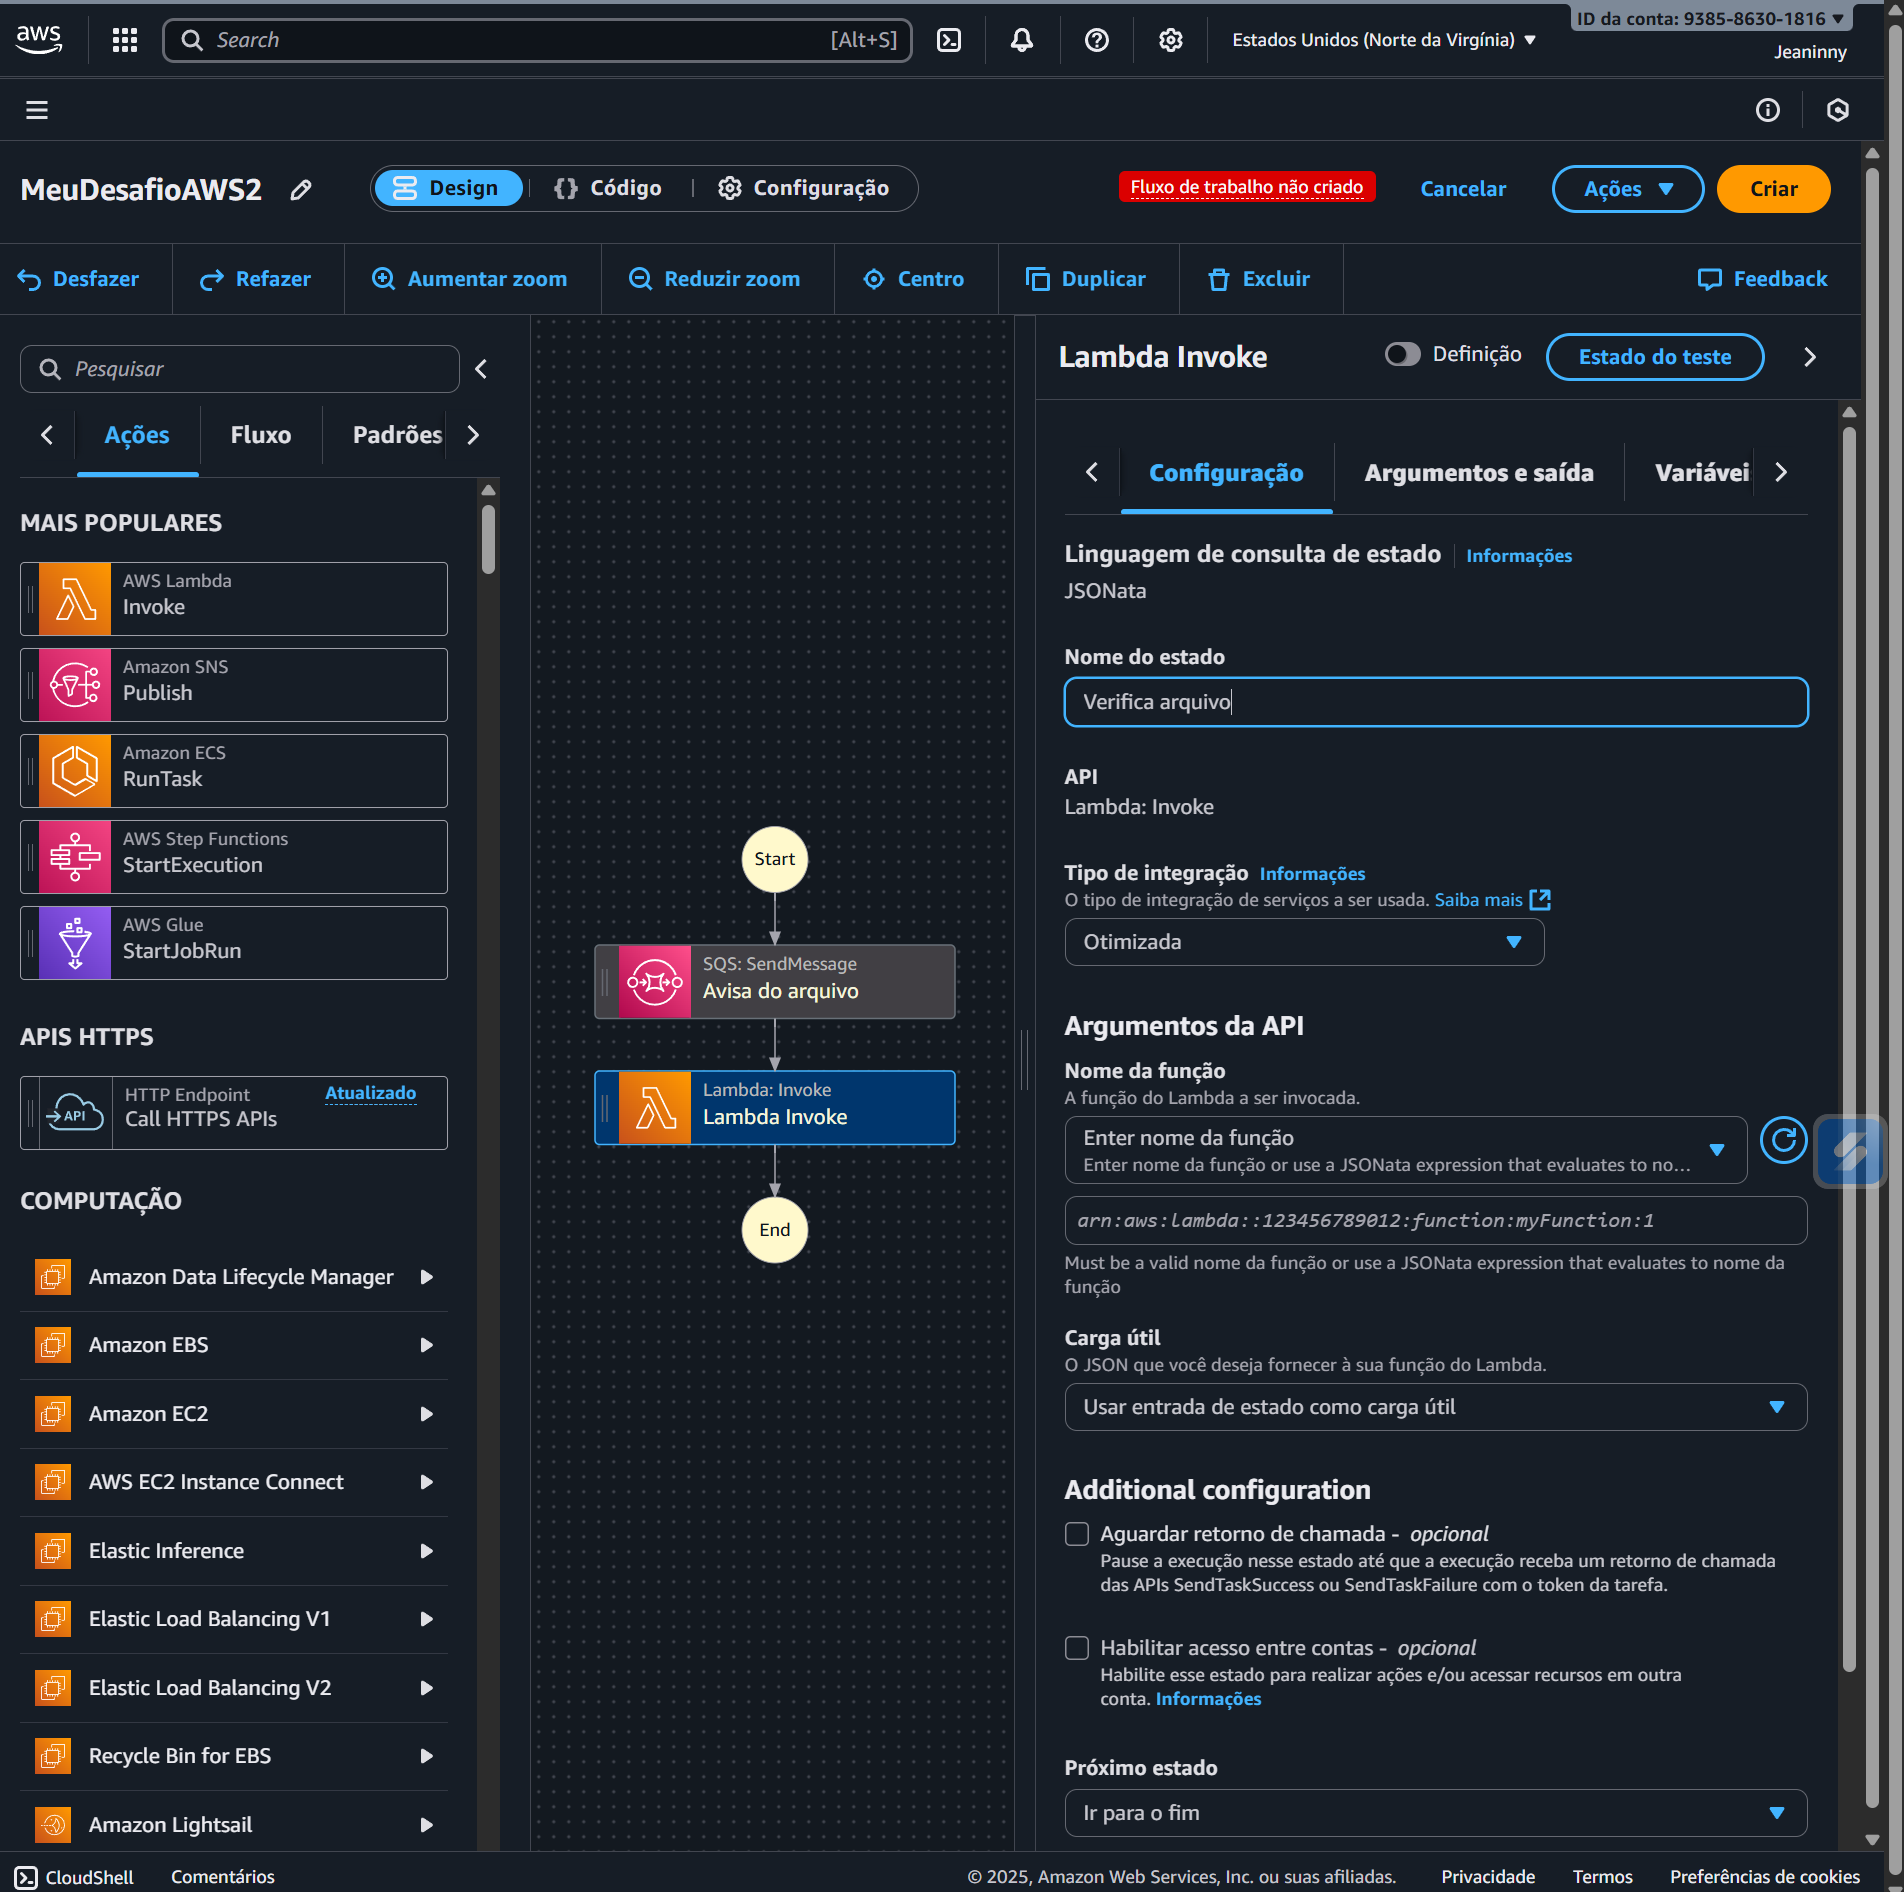 aws
Search
[Alt+S]
Estados Unidos (Norte da Virgínia)
ID da conta: 9385-8630-1816
Jeaninny
MeuDesafioAWS2
Design
Código
Configuração
Fluxo de trabalho não criado
Cancelar
Ações
Criar
Desfazer
Refazer
Aumentar zoom
Reduzir zoom
Centro
Duplicar
Excluir
Feedback
Pesquisar
Ações
Fluxo
Padrões
MAIS POPULARES
AWS Lambda
Invoke
Amazon SNS
Publish
Amazon ECS
RunTask
AWS Step Functions
StartExecution
AWS Glue
StartJobRun
APIS HTTPS
API
HTTP Endpoint
Atualizado
Call HTTPS APIs
COMPUTAÇÃO
Amazon Data Lifecycle Manager
Amazon EBS
Amazon EC2
AWS EC2 Instance Connect
Elastic Inference
Elastic Load Balancing V1
Elastic Load Balancing V2
Recycle Bin for EBS
Amazon Lightsail
Start
SQS: SendMessage
Avisa do arquivo
Lambda: Invoke
Lambda Invoke
End
Lambda Invoke
Definição
Estado do teste
Configuração
Argumentos e saída
Variávei
Linguagem de consulta de estado
Informações
JSONata
Nome do estado
Verifica arquivo
API
Lambda: Invoke
Tipo de integração
Informações
O tipo de integração de serviços a ser usada. Saiba mais
Otimizada
Argumentos da API
Nome da função
A função do Lambda a ser invocada.
Enter nome da função
Enter nome da função or use a JSONata expression that evaluates to no...
arn:aws:lambda::123456789012:function:myFunction:1
Must be a valid nome da função or use a JSONata expression that evaluates to nome da
função
Carga útil
O JSON que você deseja fornecer à sua função do Lambda.
Usar entrada de estado como carga útil
Additional configuration
Aguardar retorno de chamada - opcional
Pause a execução nesse estado até que a execução receba um retorno de chamada
das APIs SendTaskSuccess ou SendTaskFailure com o token da tarefa.
Habilitar acesso entre contas - opcional
Habilite esse estado para realizar ações e/ou acessar recursos em outra
conta. Informações
Próximo estado
Ir para o fim
CloudShell
Comentários
© 2025, Amazon Web Services, Inc. ou suas afiliadas.
Privacidade
Termos
Preferências de cookies